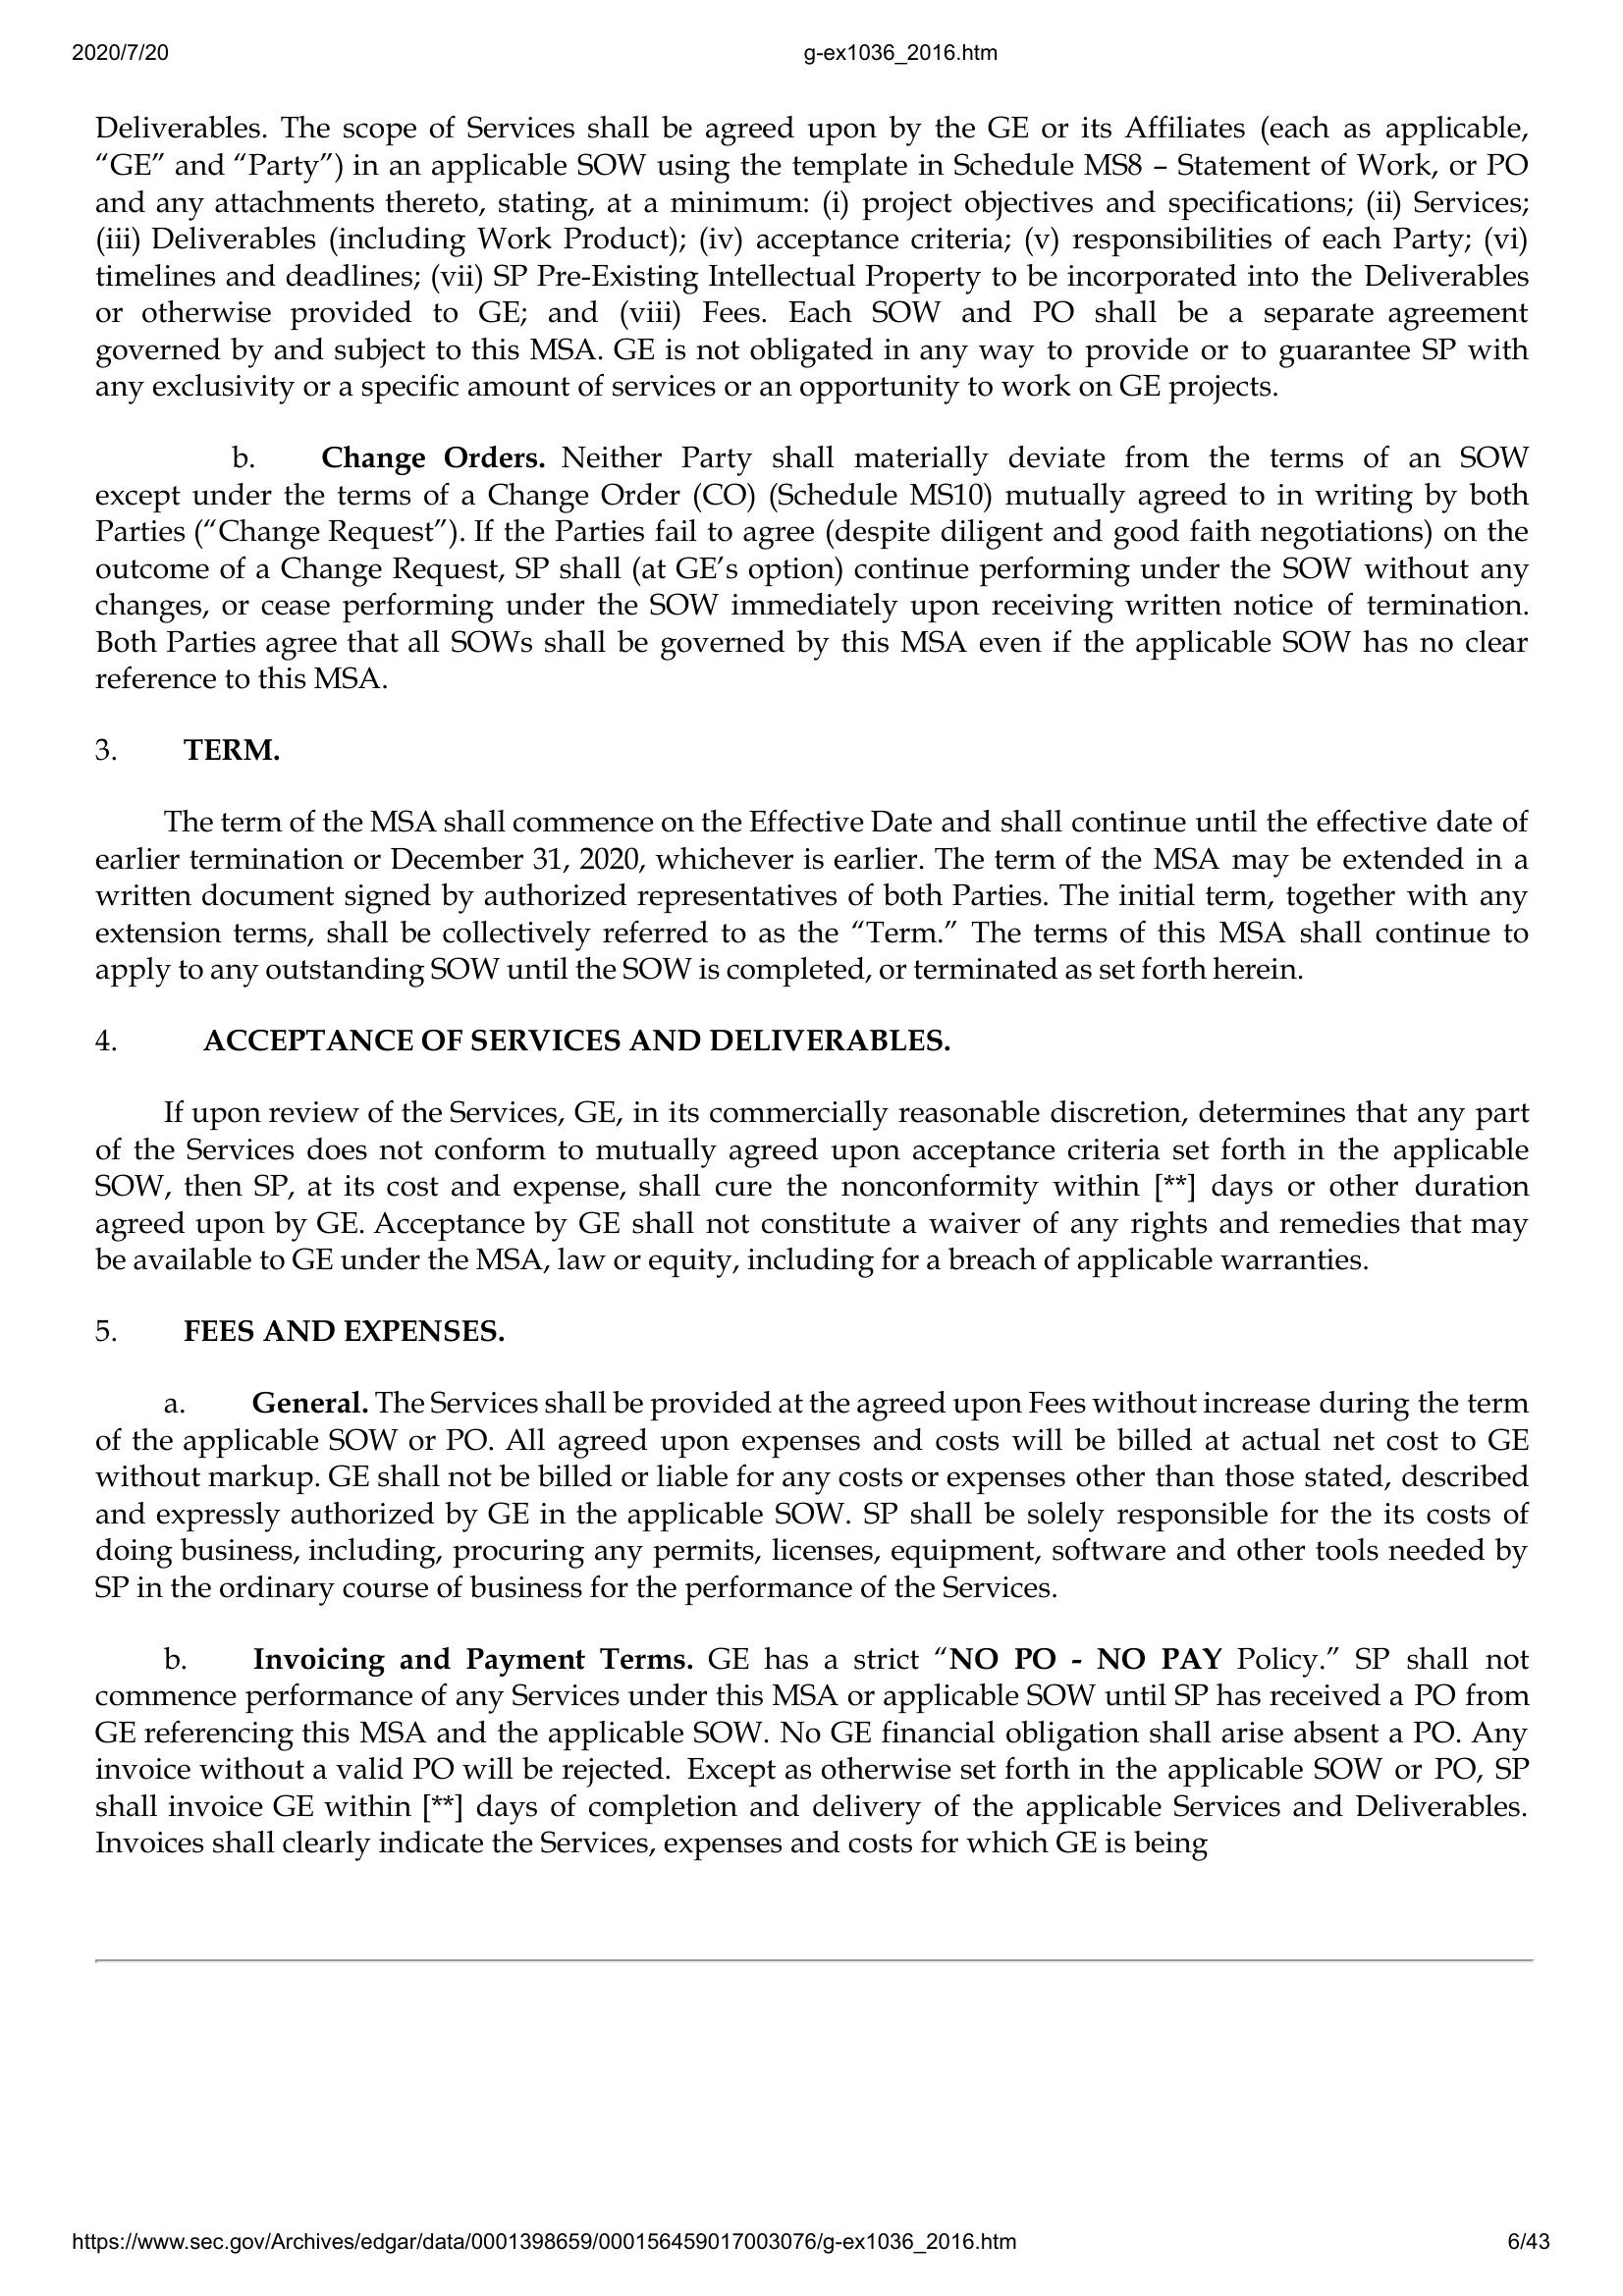 2020/7/20 g-ex1036_2016.htm
Deliverables. The scope of Services shall be agreed upon by the GE or its Affiliates (each as applicable,
“GE” and “Party”) in an applicable SOW using the template in Schedule MS8 – Statement of Work, or PO
and any attachments thereto, stating, at a minimum: (i) project objectives and specifications; (ii) Services;
(iii) Deliverables (including Work Product); (iv) acceptance criteria; (v) responsibilities of each Party; (vi)
timelines and deadlines; (vii) SP Pre-Existing Intellectual Property to be incorporated into the Deliverables
or otherwise provided to GE; and (viii) Fees. Each SOW and PO shall be a separate agreement
governed by and subject to this MSA. GE is not obligated in any way to provide or to guarantee SP with
any exclusivity or a specific amount of services or an opportunity to work on GE projects.
b. Change Orders. Neither Party shall materially deviate from the terms of an SOW
except under the terms of a Change Order (CO) (Schedule MS10) mutually agreed to in writing by both
Parties (“Change Request”). If the Parties fail to agree (despite diligent and good faith negotiations) on the
outcome of a Change Request, SP shall (at GE’s option) continue performing under the SOW without any
changes, or cease performing under the SOW immediately upon receiving written notice of termination.
Both Parties agree that all SOWs shall be governed by this MSA even if the applicable SOW has no clear
reference to this MSA.
3. TERM.
The term of the MSA shall commence on the Effective Date and shall continue until the effective date of
earlier termination or December 31, 2020, whichever is earlier. The term of the MSA may be extended in a
written document signed by authorized representatives of both Parties. The initial term, together with any
extension terms, shall be collectively referred to as the “Term.” The terms of this MSA shall continue to
apply to any outstanding SOW until the SOW is completed, or terminated as set forth herein.
4. ACCEPTANCE OF SERVICES AND DELIVERABLES.
If upon review of the Services, GE, in its commercially reasonable discretion, determines that any part
of the Services does not conform to mutually agreed upon acceptance criteria set forth in the applicable
SOW, then SP, at its cost and expense, shall cure the nonconformity within [**] days or other duration
agreed upon by GE. Acceptance by GE shall not constitute a waiver of any rights and remedies that may
be available to GE under the MSA, law or equity, including for a breach of applicable warranties.
5. FEES AND EXPENSES.
a. General. The Services shall be provided at the agreed upon Fees without increase during the term
of the applicable SOW or PO. All agreed upon expenses and costs will be billed at actual net cost to GE
without markup. GE shall not be billed or liable for any costs or expenses other than those stated, described
and expressly authorized by GE in the applicable SOW. SP shall be solely responsible for the its costs of
doing business, including, procuring any permits, licenses, equipment, software and other tools needed by
SP in the ordinary course of business for the performance of the Services.
b. Invoicing and Payment Terms. GE has a strict “NO PO - NO PAY Policy.” SP shall not
commence performance of any Services under this MSA or applicable SOW until SP has received a PO from
GE referencing this MSA and the applicable SOW. No GE financial obligation shall arise absent a PO. Any
invoice without a valid PO will be rejected. Except as otherwise set forth in the applicable SOW or PO, SP
shall invoice GE within [**] days of completion and delivery of the applicable Services and Deliverables.
Invoices shall clearly indicate the Services, expenses and costs for which GE is being
https://www.sec.gov/Archives/edgar/data/0001398659/000156459017003076/g-ex1036_2016.htm 6/43